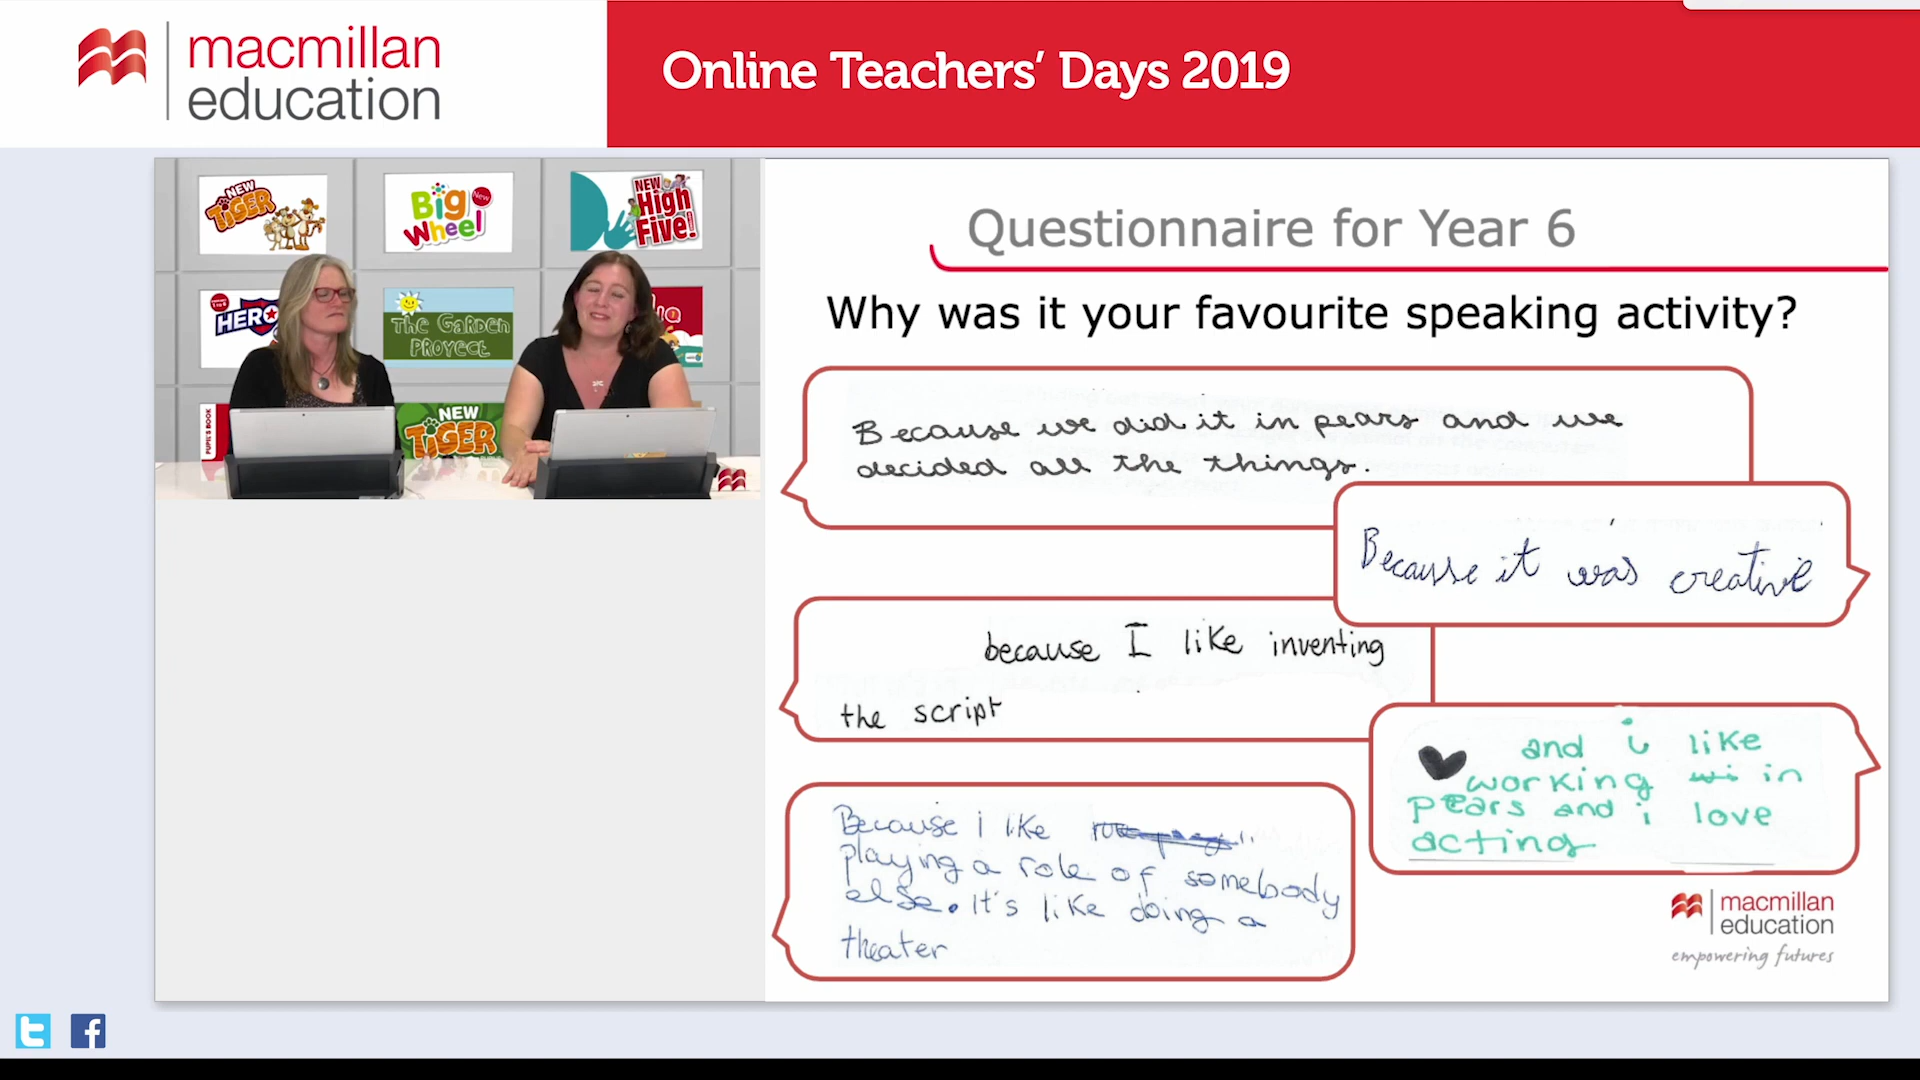 macmillan
education
Online Teachers' Days 2019
NEW
TIGER
Big
Wheel
New
NEW
High
Five!
HERO
The GaRDen
PROYECT
PUPIL'S BOOK
NEW
TIGER
Questionnaire for Year 6
Why was it your favourite speaking activity?
Because we did it in pears and we
decided all the things.
Because it was creative
because I like inventing
the script
and i like
working in
pears and i love
acting
Because i like
playing a role of somebody
else. It's like doing a
theater
macmillan
education
empowering futures